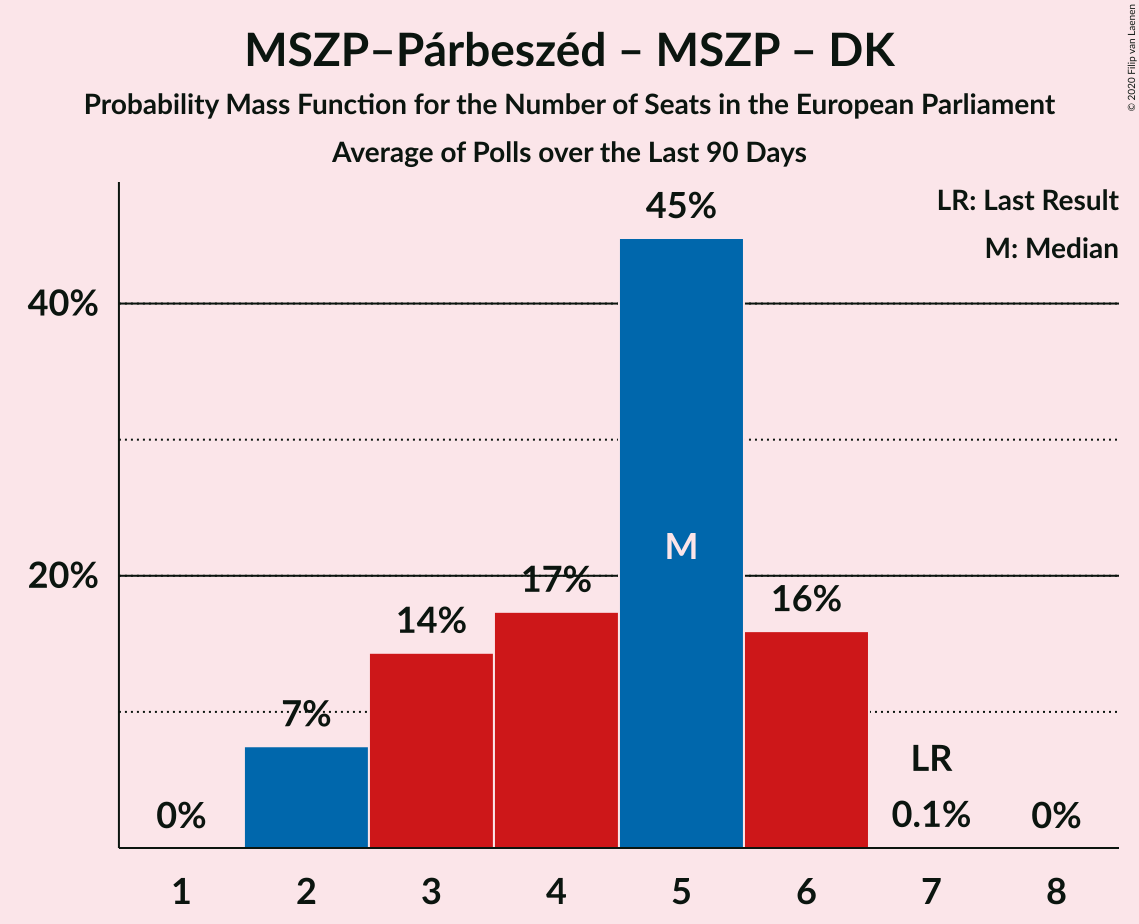 MSZP–Párbeszéd – MSZP – DK
Probability Mass Function for the Number of Seats in the European Parliament
Average of Polls over the Last 90 Days
© 2020 Filip van Laenen
LR: Last Result
M: Median
45%
40%
M
20%
17%
16%
14%
7%
LR
0%
0.1%
0%
1 2 3 4 5 6 7 8